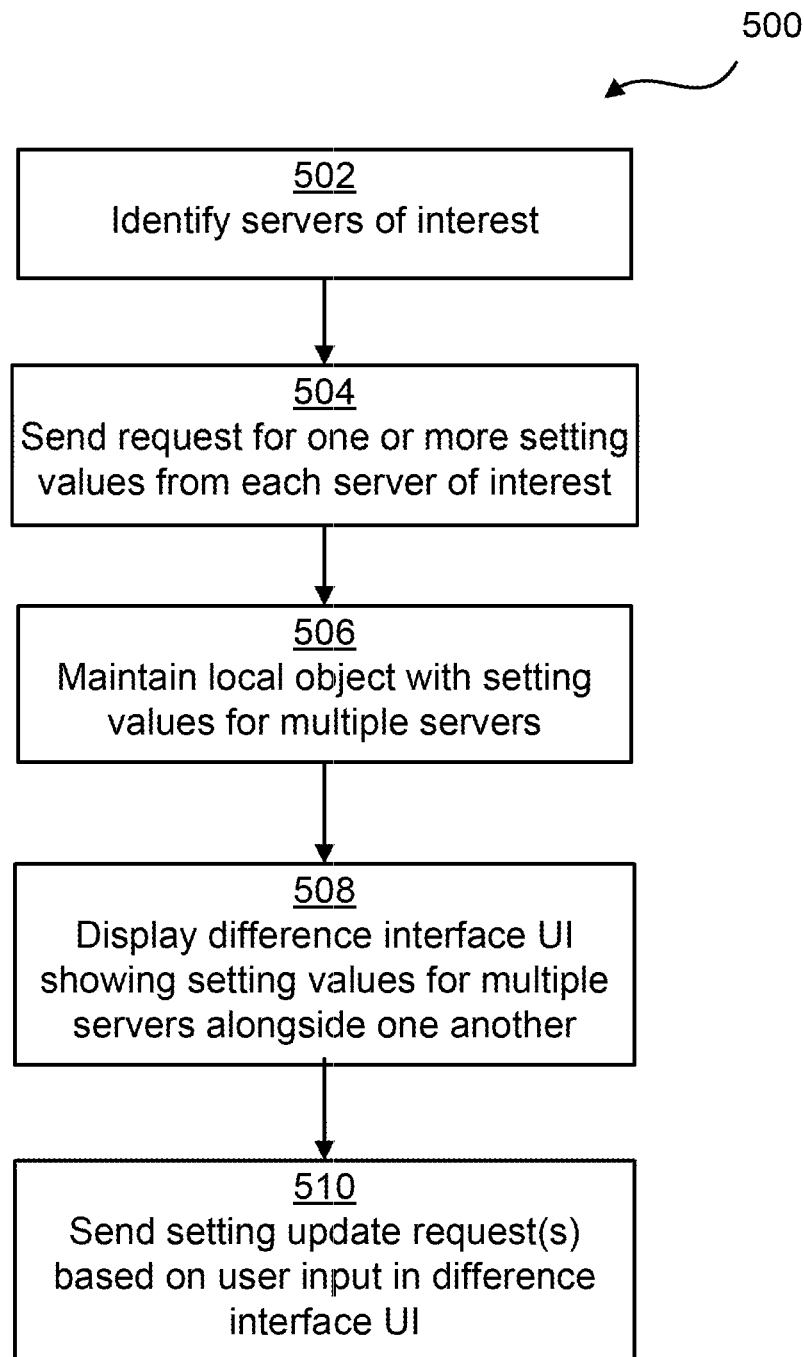 500
502
Identify servers of interest
504
Send request for one or more setting
values from each server of interest
506
Maintain local object with setting
values for multiple servers
508
Display difference interface UI
showing setting values for multiple
servers alongside one another
510
Send setting update request(s)
based on user input in difference
interface UI